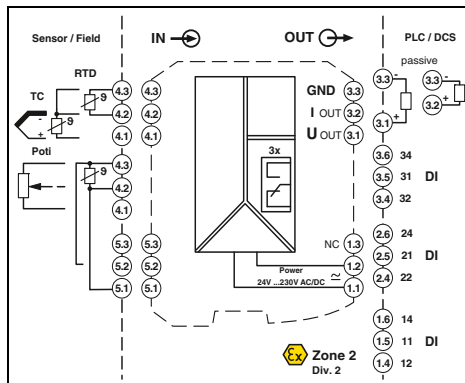 Sensor / Field
IN
OUT
PLC / DCS
RTD
TC
ϑ
ϑ
4.3
4.2
4.1
4.3
4.2
4.1
Poti
ϑ
4.3
4.2
4.1
5.3
5.2
5.1
5.3
5.2
5.1
3x
GND 3.3
I OUT 3.2
U OUT 3.1
NC 1.3
Power 1.2
24V ...230V AC/DC 1.1
passive
3.3 -
3.1 +
3.3 -
3.2 +
3.6 34
3.5 31 DI
3.4 32
2.6 24
2.5 21 DI
2.4 22
1.6 14
1.5 11 DI
1.4 12
Ex Zone 2
Div. 2